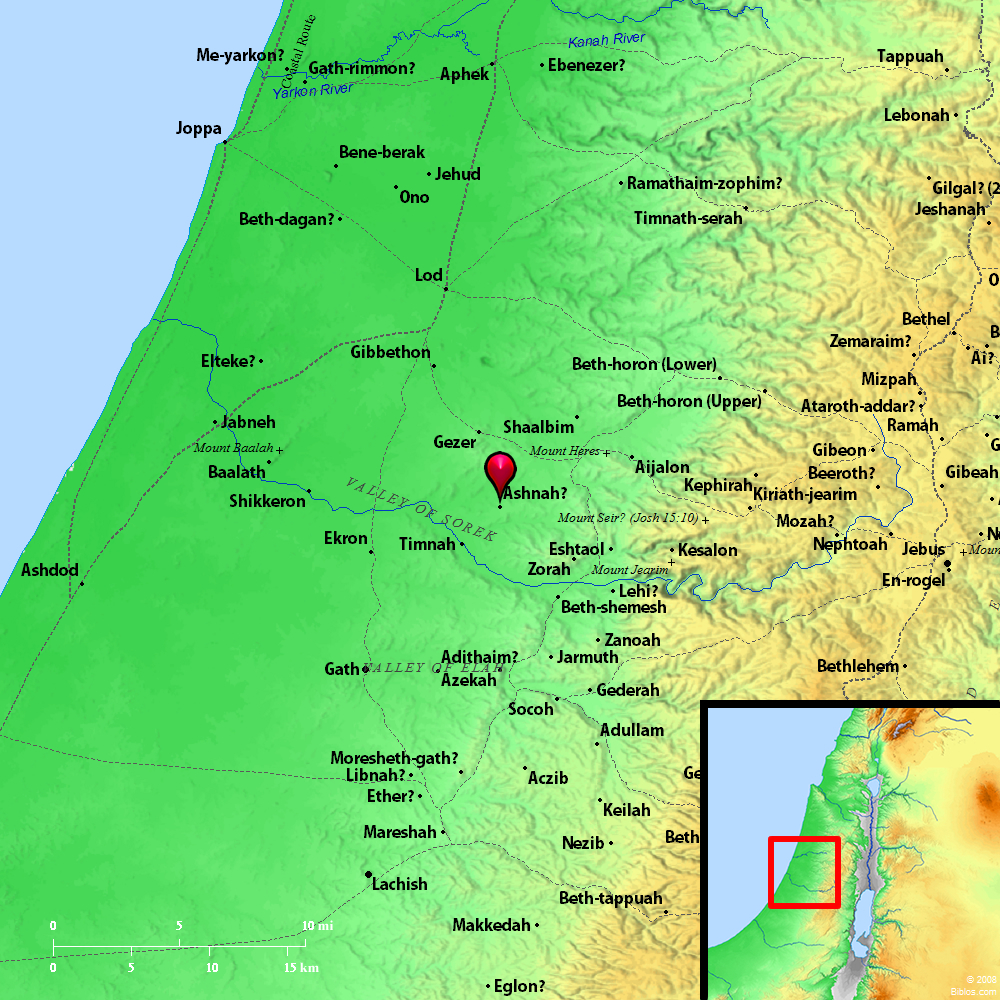 Coastal Route
Me-yarkon?
Gath-rimmon?
Kanah River
Aphek
Ebenezer?
Tappuah
Yarkon River
Lebonah
Joppa
Bene-berak
Jehud
Ono
Ramathaim-zophim?
Gilgal? (2
Jeshanah
Beth-dagan?
Timnath-serah
Lod
O
Bethel
Zemaraim?
B
Ai?
Elteke?
Gibbethon
Beth-horon (Lower)
Mizpah
Beth-horon (Upper)
Ataroth-addar?
Jabneh
Shaalbim
Ramah
Gezer
Mount Baalah
Mount Heres
Gibeon
G
Baalath
Aijalon
Beeroth?
Gibeah
Kephirah
Kiriath-jearim
Shikkeron
VALLEY OF SOREK
Ashnah?
Mount Seir? (Josh 15:10)
Mozah?
Ekron
Timnah
Eshtaol
Kesalon
Nephtoah
Jebus
N
Moun
Zorah
Mount Jearim
Ashdod
En-rogel
Lehi?
Beth-shemesh
Zanoah
Gath
VALLEY OF ELAH
Adithaim?
Azekah
Jarmuth
Bethlehem
Gederah
Socoh
Adullam
Moresheth-gath?
Libnah?
Aczib
Ge
Ether?
Keilah
Mareshah
Nezib
Beth
Lachish
Beth-tappuah
Makkedah
0 5 10 mi
0 5 10 15 km
Eglon?
© 2008
Biblos.com